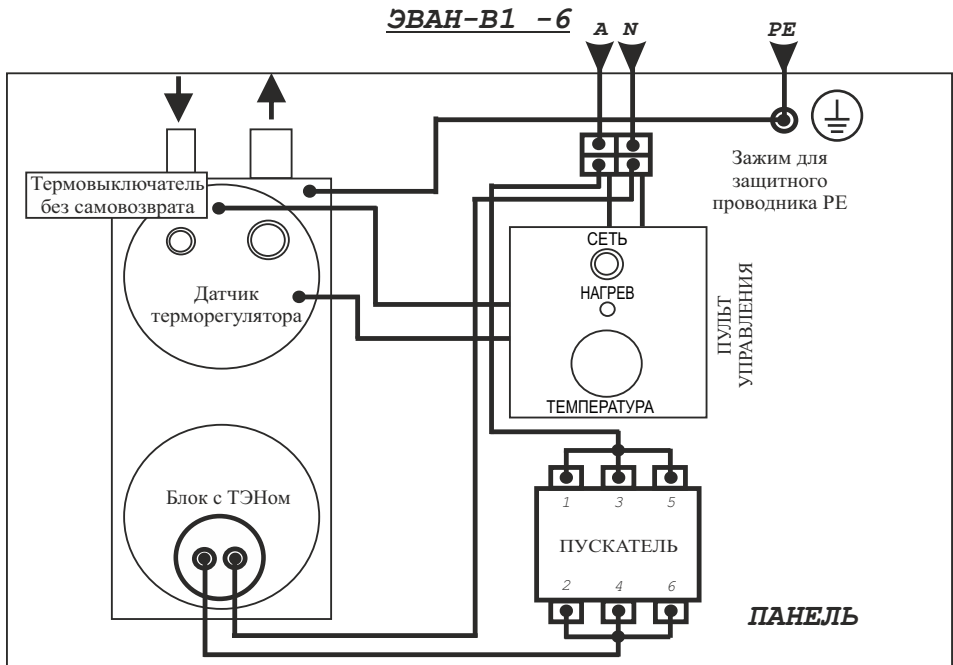 ЭВАН-В1 -6
A N
PE
Термовыключатель
без самовозврата
Зажим для
защитного
проводника PE
СЕТЬ
НАГРЕВ
ТЕМПЕРАТУРА
ПУЛЬТ
УПРАВЛЕНИЯ
Датчик
терморегулятора
Блок с ТЭНом
1 3 5
ПУСКАТЕЛЬ
2 4 6
ПАНЕЛЬ